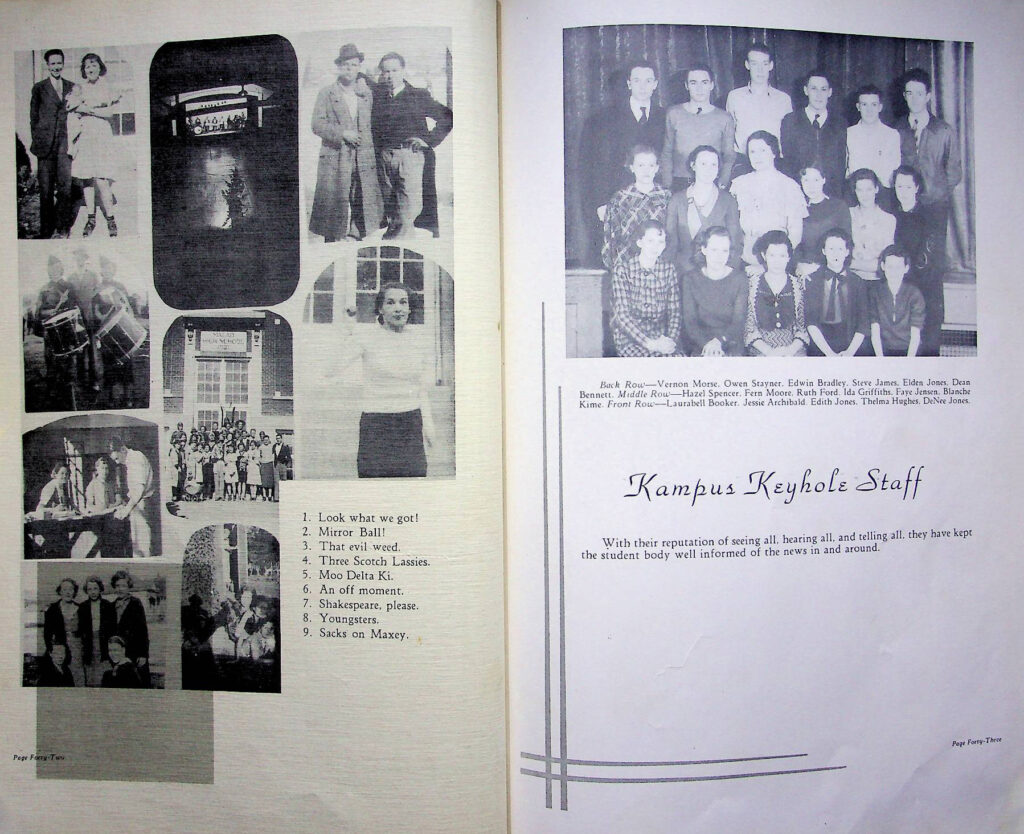 HIGH SCHOOL
1. Look what we got!
2. Mirror Ball!
3. That evil weed.
4. Three Scotch Lassies.
5. Moo Delta Ki.
6. An off moment.
7. Shakespeare, please.
8. Youngsters.
9. Sacks on Maxey.
Page Forty-Two
Back Row—Vernon Morse, Owen Stayner, Edwin Bradley, Steve James, Elden Jones, Dean
Bennett. Middle Row—Hazel Spencer, Fern Moore, Ruth Ford, Ida Griffiths, Faye Jensen, Blanche
Kime. Front Row—Laurabell Booker, Jessie Archibald, Edith Jones, Thelma Hughes, DeNee Jones.
Kampus Keyhole Staff
With their reputation of seeing all, hearing all, and telling all, they have kept
the student body well informed of the news in and around.
Page Forty-Three